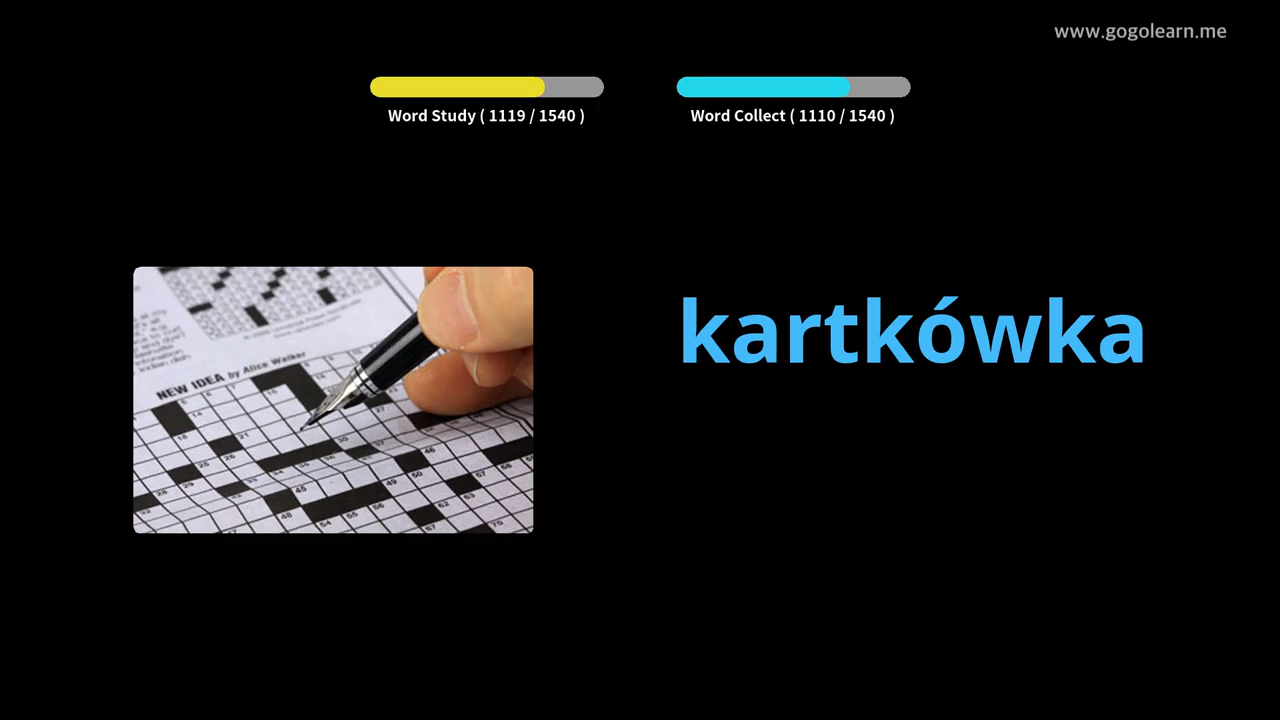 www.gogolearn.me
Word Study ( 1119 / 1540 )
Word Collect ( 1110 / 1540 )
kartkówka
NEW IDEA by Alice Walker